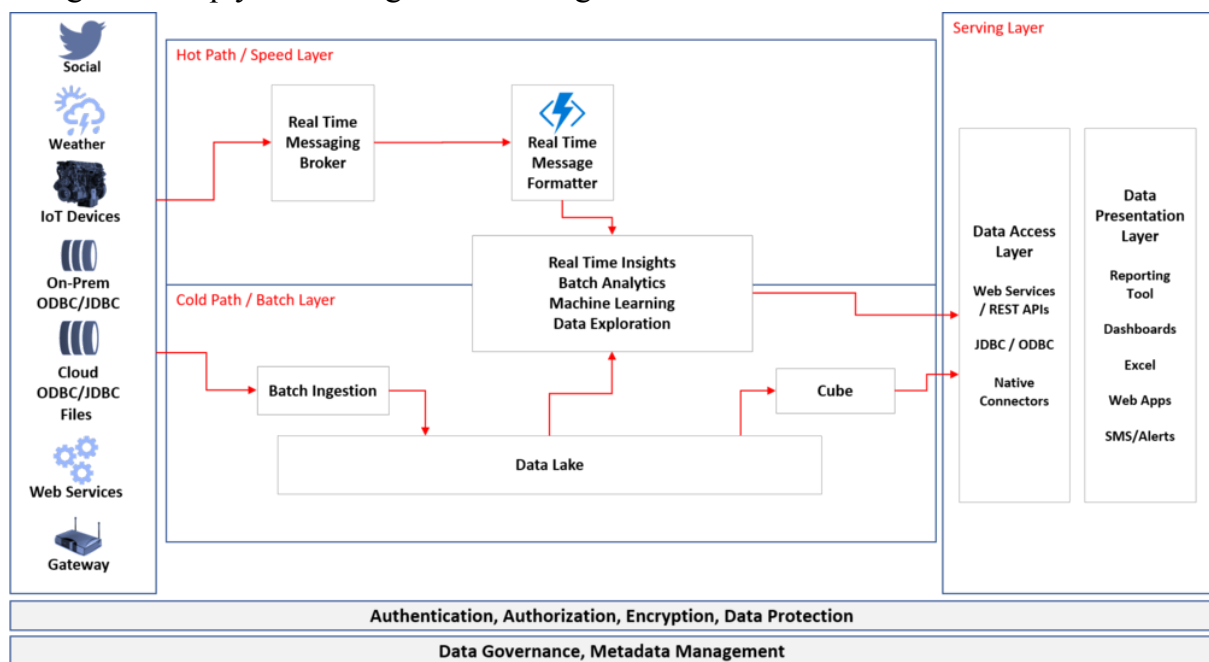 Social
Weather
IoT Devices
On-Prem
ODBC/JDBC
Cloud
ODBC/JDBC
Files
Web Services
Gateway
Hot Path / Speed Layer
Real Time
Messaging
Broker
Real Time
Message
Formatter
Real Time Insights
Batch Analytics
Machine Learning
Data Exploration
Cold Path / Batch Layer
Batch Ingestion
Cube
Data Lake
Serving Layer
Data Access
Layer
Web Services
/ REST APIs
JDBC / ODBC
Native
Connectors
Data
Presentation
Layer
Reporting
Tool
Dashboards
Excel
Web Apps
SMS/Alerts
Authentication, Authorization, Encryption, Data Protection
Data Governance, Metadata Management